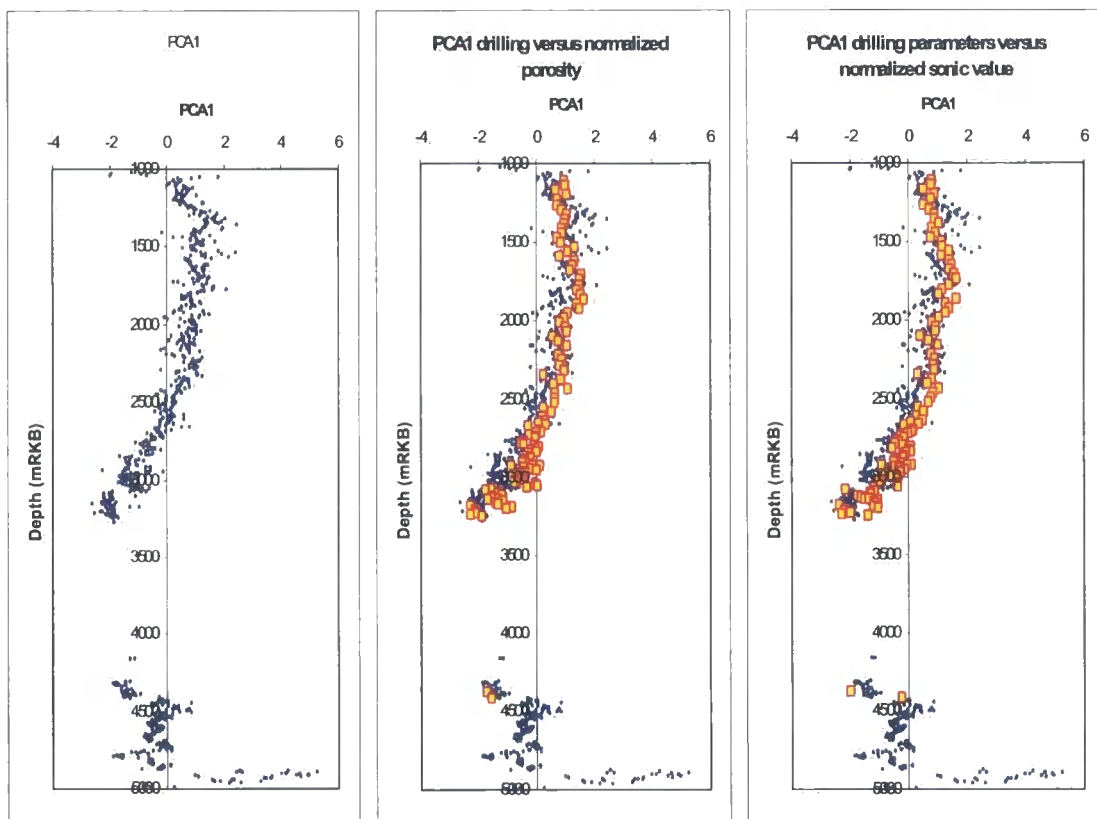 PCA1
PCA1
-4 -2 0 2 4 6
1000
1500
2000
2500
3000
3500
4000
4500
5000
Depth (mRKB)
PCA1 drilling versus normalized
porosity
PCA1
-4 -2 0 2 4 6
1000
1500
2000
2500
3000
3500
4000
4500
5000
Depth (mRKB)
PCA1 drilling parameters versus
normalized sonic value
PCA1
-4 -2 0 2 4 6
1000
1500
2000
2500
3000
3500
4000
4500
5000
Depth (mRKB)